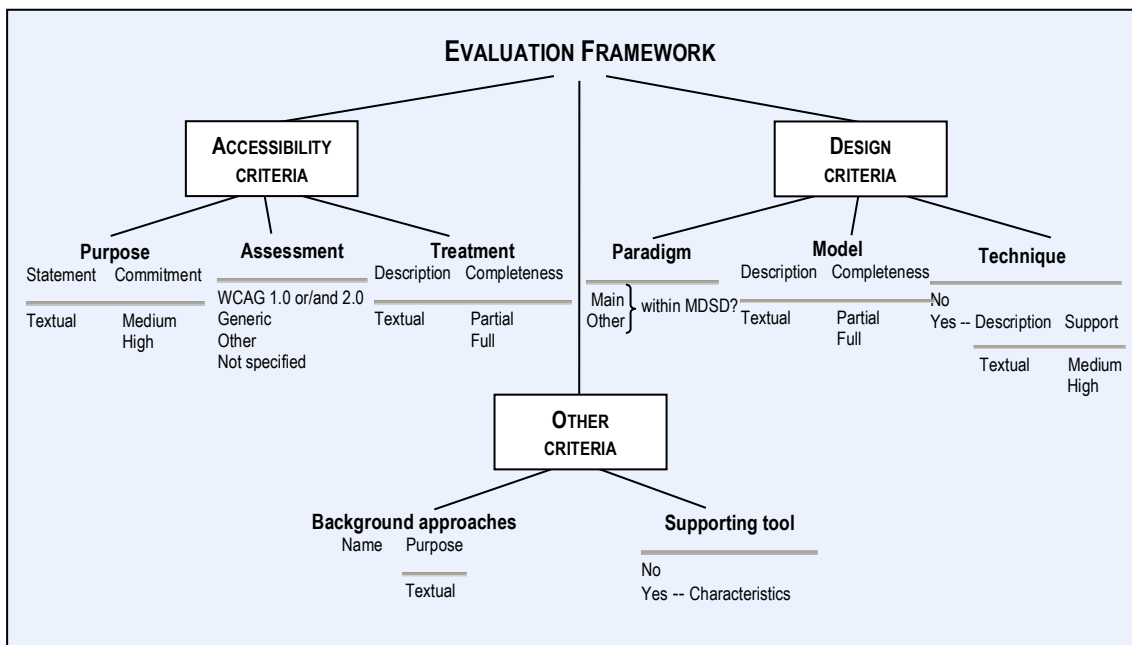 EVALUATION FRAMEWORK
ACCESSIBILITY
CRITERIA
DESIGN
CRITERIA
Purpose
Statement Commitment
Textual Medium
High
Assessment
WCAG 1.0 or/and 2.0
Generic
Other
Not specified
Treatment
Description Completeness
Textual Partial
Full
Paradigm
Main
Other
within MDSD?
Model
Description Completeness
Textual Partial
Full
Technique
No
Yes -- Description Support
Textual Medium
High
OTHER
CRITERIA
Background approaches
Name Purpose
Textual
Supporting tool
No
Yes -- Characteristics